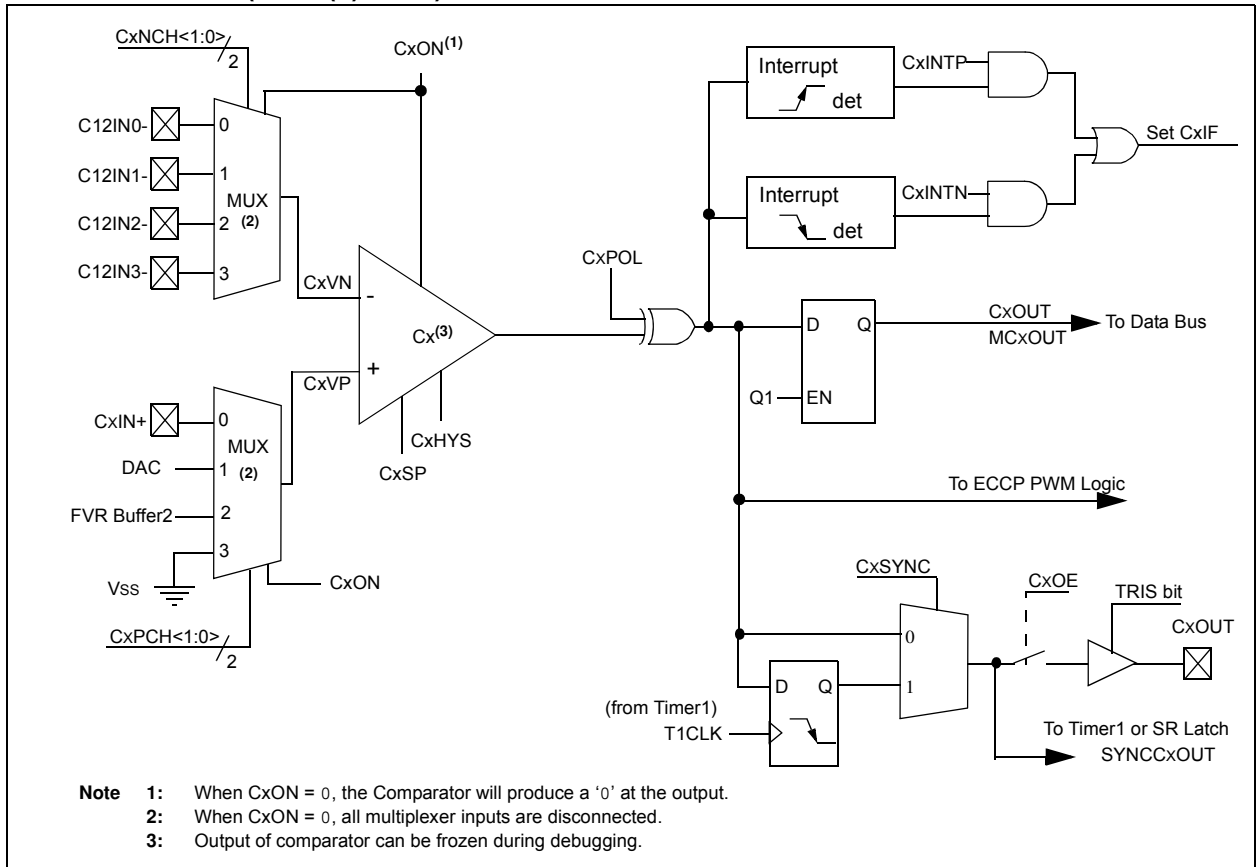 CxNCH<1:0>
2
CxON(1)
C12IN0-
0
C12IN1-
1
MUX
(2)
C12IN2-
2
C12IN3-
3
CxVN
-
Cx(3)
+
CxVP
CxIN+
0
MUX
(2)
DAC
1
FVR Buffer2
2
3
VSS
CxON
CxPCH<1:0>
2
CxHYS
CxSP
CxPOL
Interrupt
det
CxINTP
Interrupt
det
CxINTN
Set CxIF
D
Q
Q1
EN
CxOUT
MCxOUT
To Data Bus
To ECCP PWM Logic
CxSYNC
0
1
D
Q
(from Timer1)
T1CLK
CxOE
TRIS bit
CxOUT
To Timer1 or SR Latch
SYNCCxOUT
Note 1: When CxON = 0, the Comparator will produce a ‘0’ at the output.
2: When CxON = 0, all multiplexer inputs are disconnected.
3: Output of comparator can be frozen during debugging.